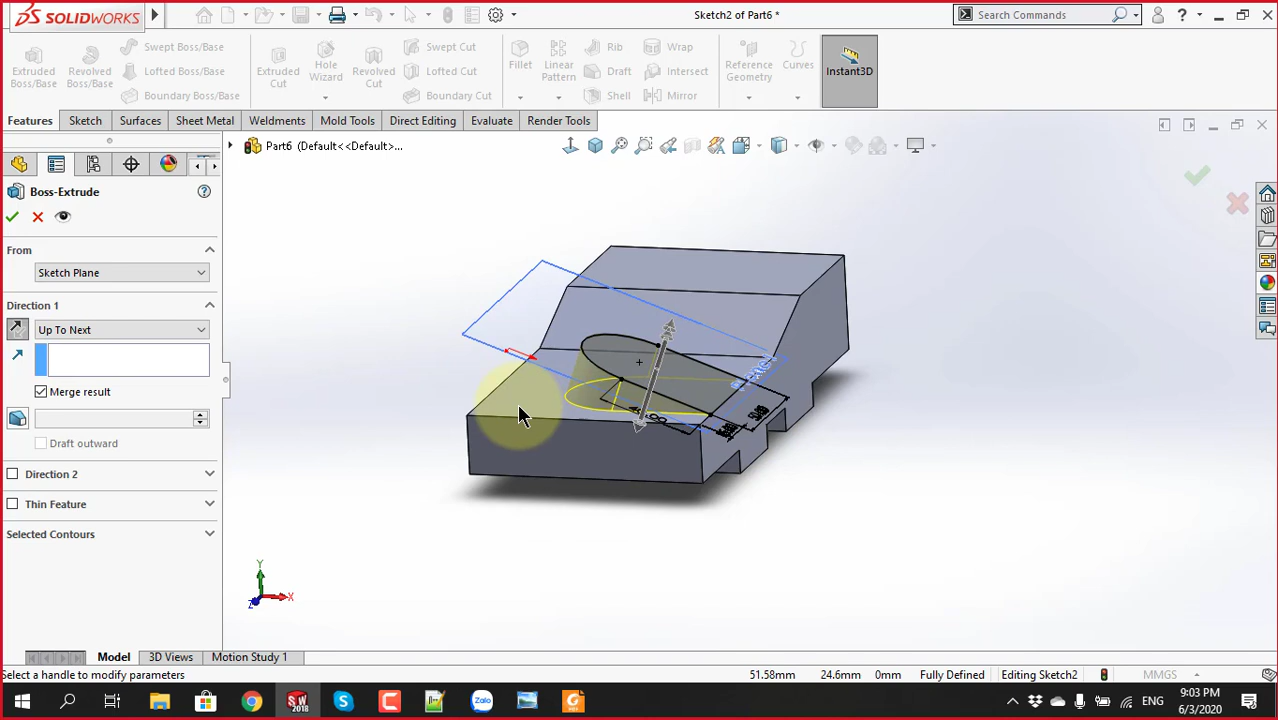 SOLIDWORKS
Sketch2 of Part6 *
Search Commands
Extruded Boss/Base
Revolved Boss/Base
Swept Boss/Base
Lofted Boss/Base
Boundary Boss/Base
Extruded Cut
Hole Wizard
Revolved Cut
Swept Cut
Lofted Cut
Boundary Cut
Fillet
Linear Pattern
Rib
Draft
Shell
Wrap
Intersect
Mirror
Reference Geometry
Curves
Instant3D
Features
Sketch
Surfaces
Sheet Metal
Weldments
Mold Tools
Direct Editing
Evaluate
Render Tools
Part6 (Default<<Default>...
Boss-Extrude
From
Sketch Plane
Direction 1
Up To Next
Merge result
Draft outward
Direction 2
Thin Feature
Selected Contours
Y
X
Z
Model
3D Views
Motion Study 1
Select a handle to modify parameters
51.58mm
24.6mm
0mm
Fully Defined
Editing Sketch2
MMGS
ENG
9:03 PM
6/3/2020